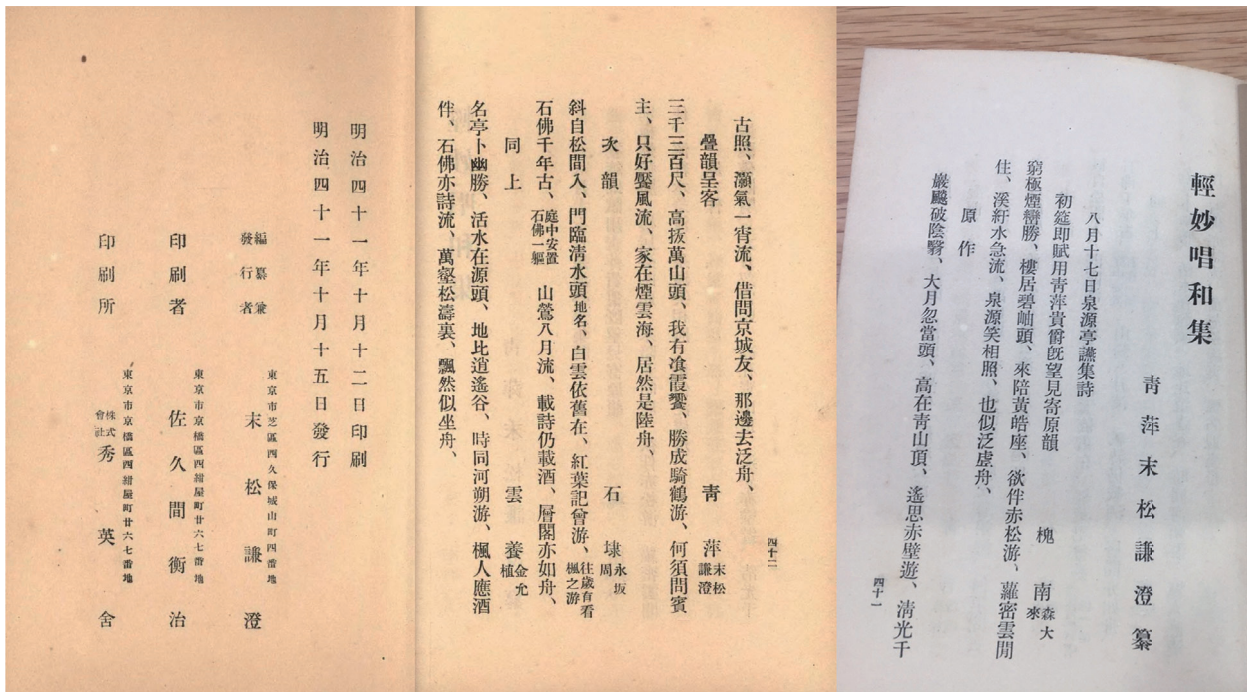 輕妙唱和集
靑萍末松謙澄纂
八月十七日泉源亭讌集詩
初筵即賦用靑萍貴爵旣望見寄原韻　槐南森大來
窮極煙巒勝、樓居碧岫頭、來陪黃皓座、欲伴赤松游、蘿密雲閒
住、溪紆水急流、泉源笑相照、也似泛虛舟、
原作
巖飈破陰翳、大月忽當頭、高在靑山頂、遙思赤壁遊、淸光千
四十一
古照、灝氣一宵流、借問京城友、那邊去泛舟、
疊韻呈客　靑萍末松謙澄
三千三百尺、高拔萬山頭、我有飡霞饗、勝成騎鶴游、何須問賓
主、只好饜風流、家在煙雲海、居然是陸舟、
次韻　石埭永坂周
斜自松間入、門臨淸水頭地名、白雲依舊在、紅葉記曾游、往歲有看楓之游
石佛千年古、庭中安置石佛一軀　山鶯八月流、載詩仍載酒、層閣亦如舟、
同上　雲養金允植
名亭卜幽勝、活水在源頭、地比逍遙谷、時同河朔游、楓人應酒
伴、石佛亦詩流、萬壑松濤裏、飄然似坐舟、
四十二
明治四十一年十月十二日印刷
明治四十一年十月十五日發行
東京市芝區西久保城山町四番地
編纂兼發行者　末松謙澄
東京市京橋區西紺屋町廿六七番地
印刷者　佐久間衡治
東京市京橋區西紺屋町廿六七番地
印刷所　株式會社秀英舍